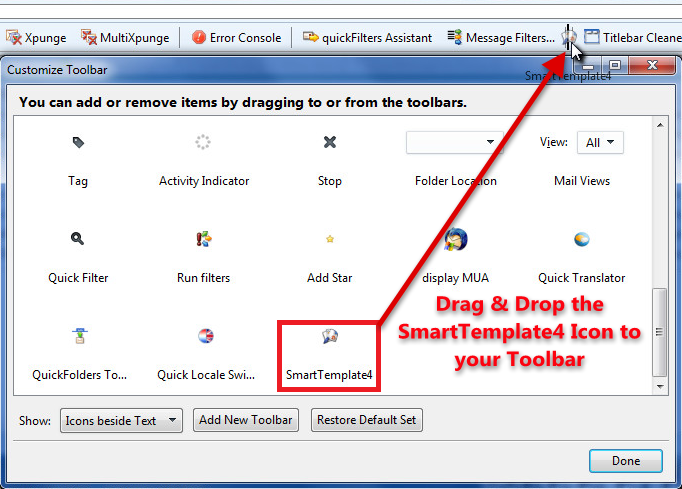 Xpunge MultiXpunge Error Console quickFilters Assistant Message Filters... Titlebar Cleane
SmartTemplate4
Customize Toolbar
You can add or remove items by dragging to or from the toolbars.
View: All
Tag Activity Indicator Stop Folder Location Mail Views
Quick Filter Run filters Add Star display MUA Quick Translator
Drag & Drop the
SmartTemplate4 Icon to
your Toolbar
QuickFolders To... Quick Locale Swi... SmartTemplate4
Show: Icons beside Text Add New Toolbar Restore Default Set
Done